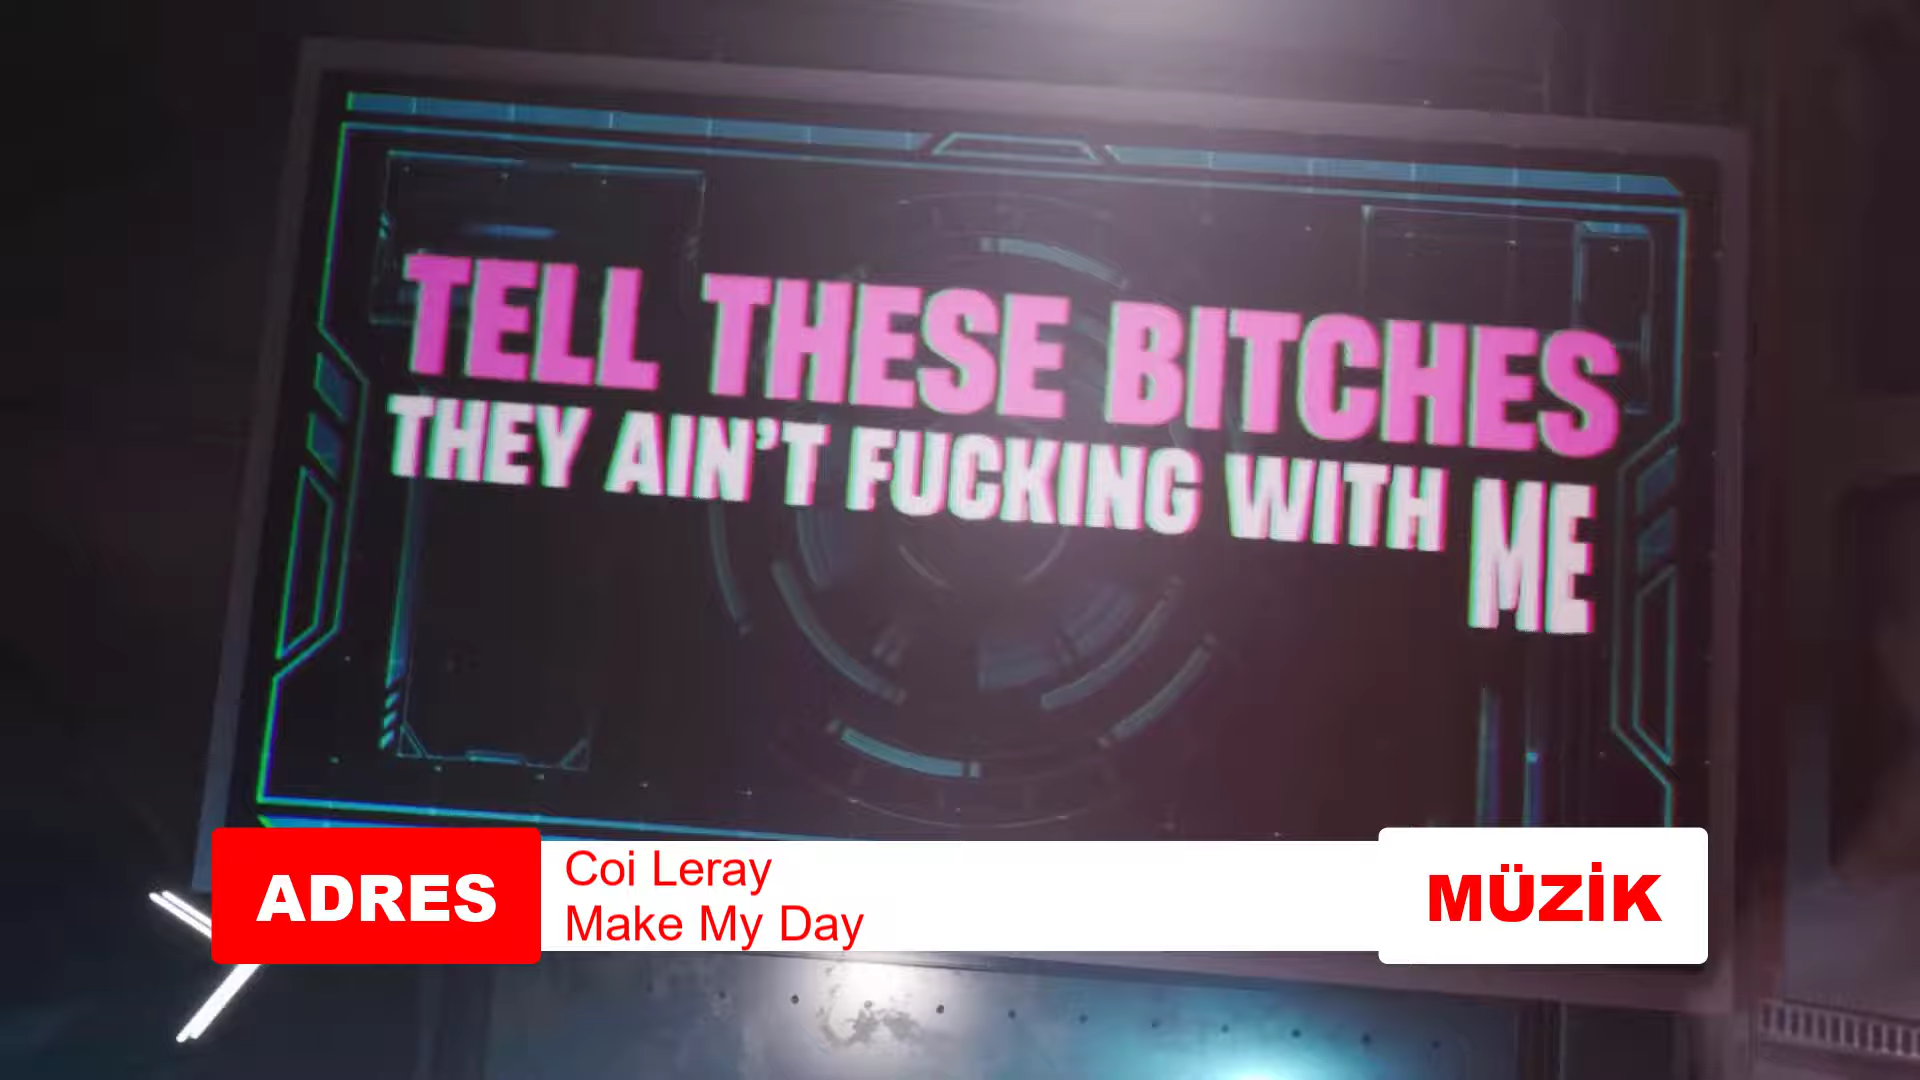 TELL THESE BITCHES
THEY AIN'T FUCKING WITH ME
ADRES
Coi Leray
Make My Day
MÜZİK